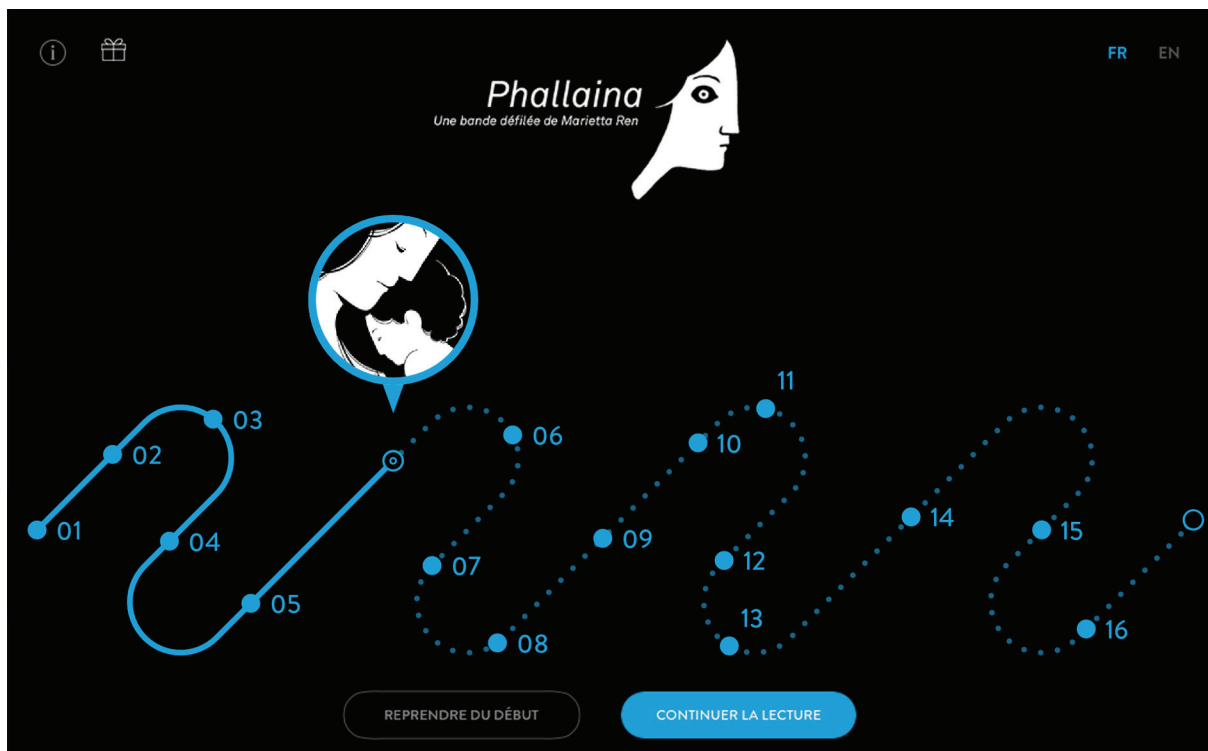 i
FR EN
Phallaina
Une bande défilée de Marietta Ren
11
03
06
02
10
14
01
04
09
15
07
12
05
13
16
08
REPRENDRE DU DÉBUT
CONTINUER LA LECTURE